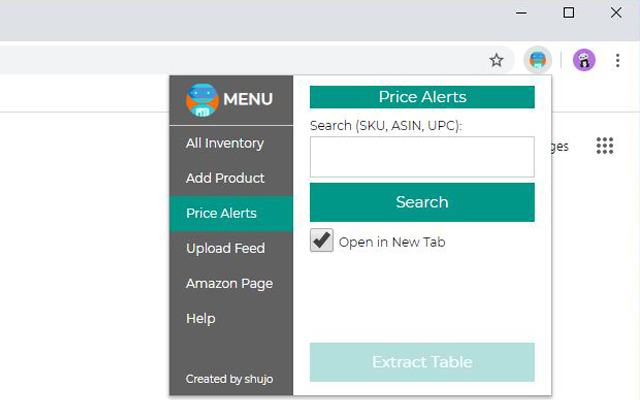 MENU
All Inventory
Add Product
Price Alerts
Upload Feed
Amazon Page
Help
Created by shujo
Price Alerts
Search (SKU, ASIN, UPC):
Search
Open in New Tab
Extract Table
ges